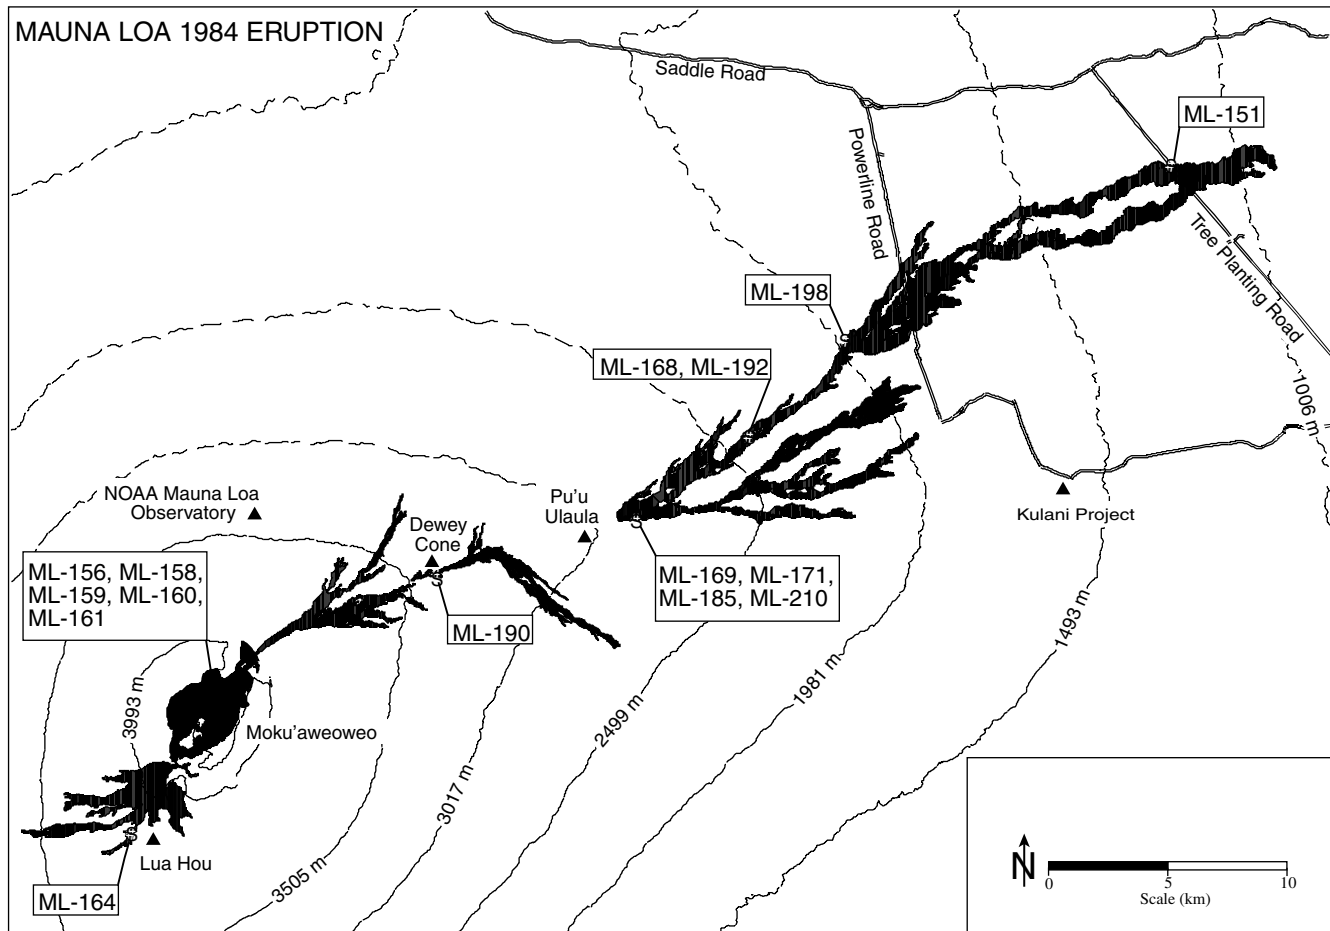 MAUNA LOA 1984 ERUPTION
Saddle Road
ML-151
Powerline Road
Tree Planting Road
ML-198
ML-168, ML-192
1006 m
NOAA Mauna Loa
Observatory
Dewey
Cone
Pu'u
Ulaula
Kulani Project
ML-156, ML-158,
ML-159, ML-160,
ML-161
ML-169, ML-171,
ML-185, ML-210
ML-190
1493 m
3993 m
1981 m
2499 m
Moku'aweoweo
3017 m
Lua Hou
3505 m
ML-164
N
0
5
10
Scale (km)